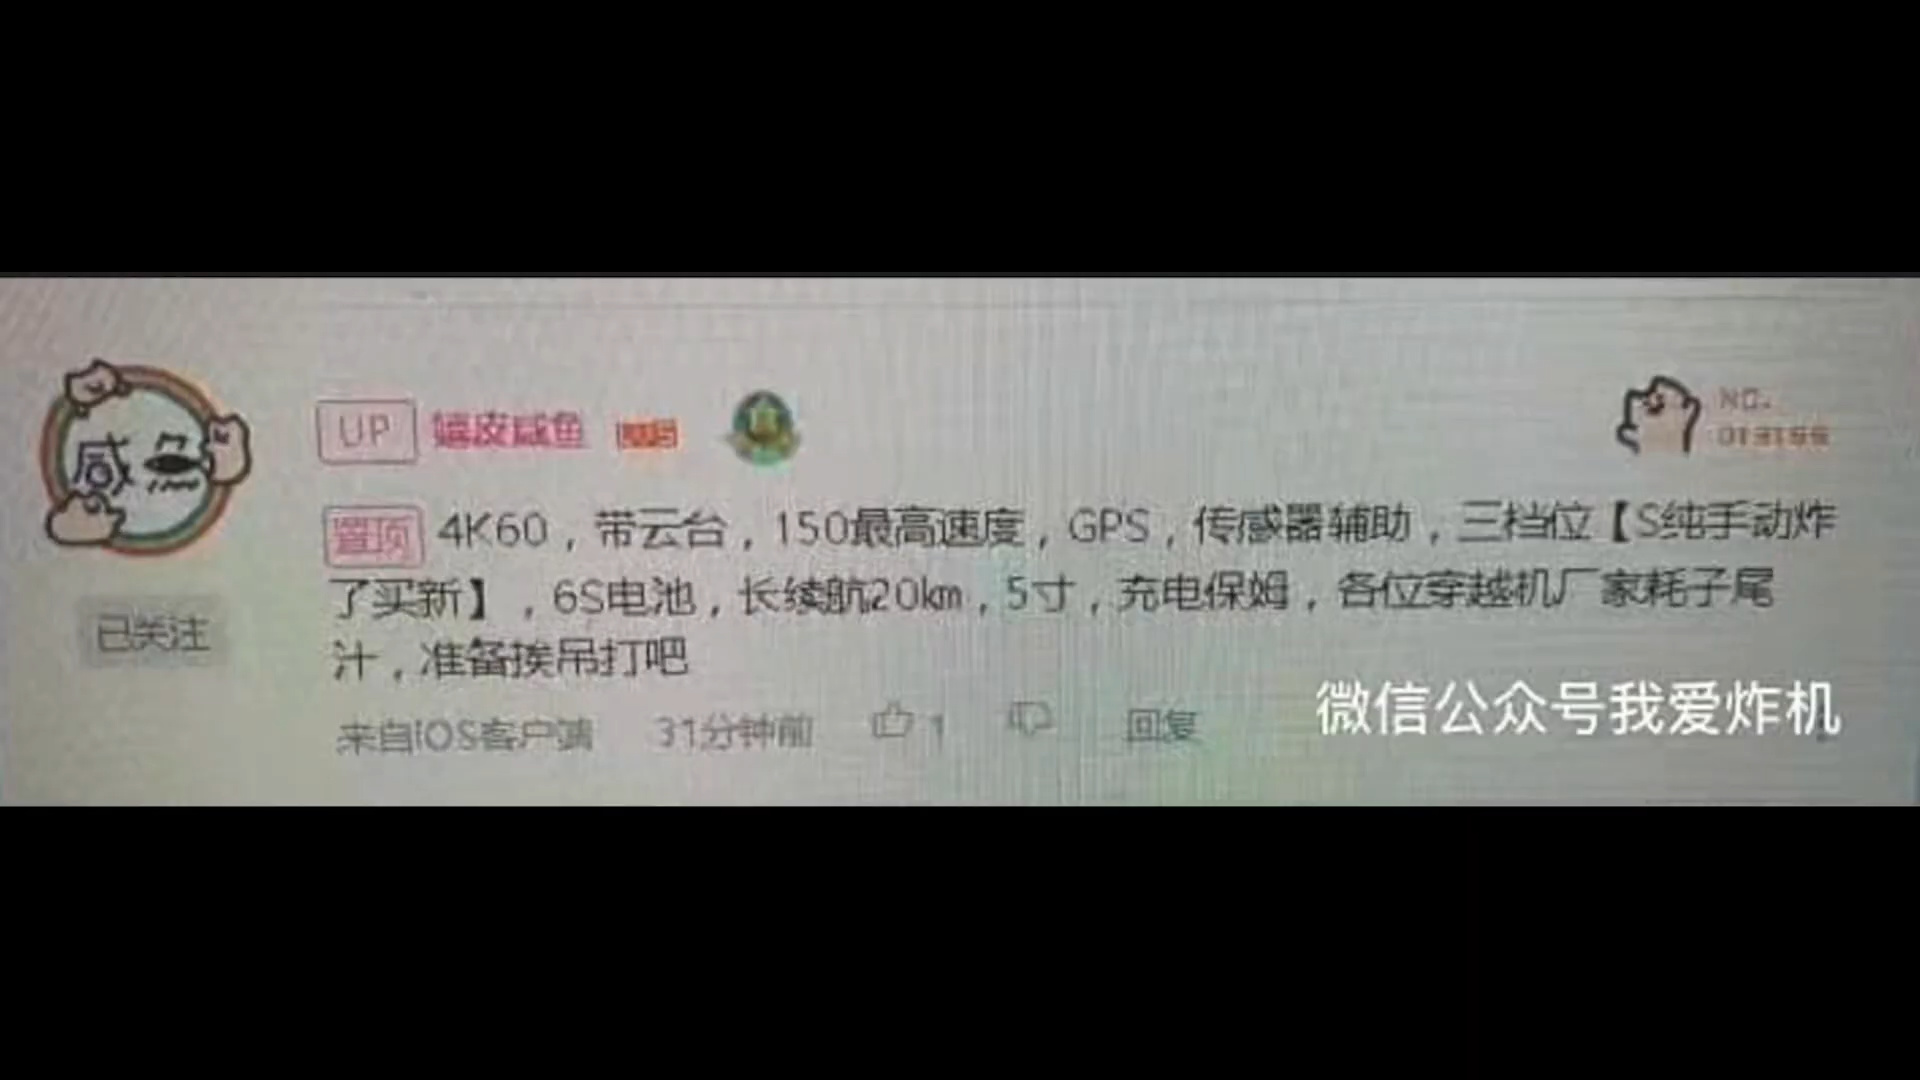 UP 嬉皮咸鱼 LV5
NO.
置顶 4K60，带云台，150最高速度，GPS，传感器辅助，三档位【S纯手动炸
了买新】，6S电池，长续航20km，5寸，充电保姆，各位穿越机厂家耗子尾
汁，准备挨吊打吧
已关注
来自iOS客户端 31分钟前 1 回复
微信公众号我爱炸机